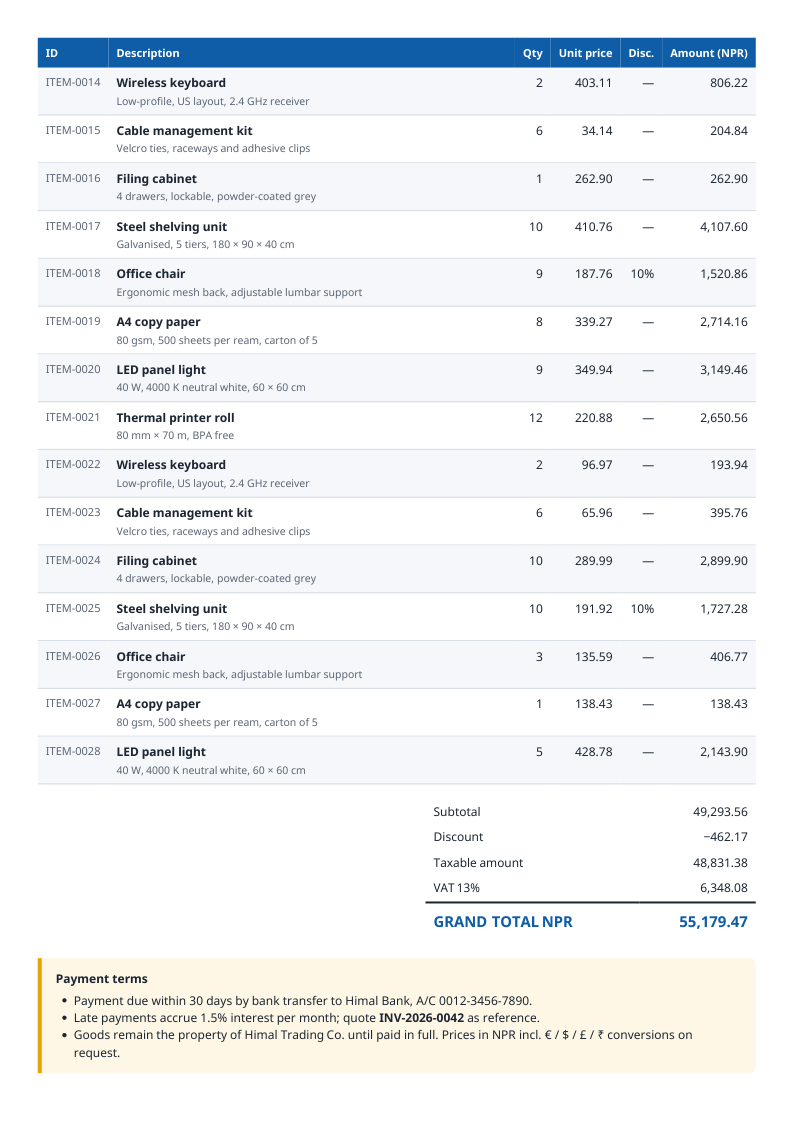 ID Description Qty Unit price Disc. Amount (NPR)
ITEM-0014 Wireless keyboard 2 403.11 — 806.22
Low-profile, US layout, 2.4 GHz receiver
ITEM-0015 Cable management kit 6 34.14 — 204.84
Velcro ties, raceways and adhesive clips
ITEM-0016 Filing cabinet 1 262.90 — 262.90
4 drawers, lockable, powder-coated grey
ITEM-0017 Steel shelving unit 10 410.76 — 4,107.60
Galvanised, 5 tiers, 180 × 90 × 40 cm
ITEM-0018 Office chair 9 187.76 10% 1,520.86
Ergonomic mesh back, adjustable lumbar support
ITEM-0019 A4 copy paper 8 339.27 — 2,714.16
80 gsm, 500 sheets per ream, carton of 5
ITEM-0020 LED panel light 9 349.94 — 3,149.46
40 W, 4000 K neutral white, 60 × 60 cm
ITEM-0021 Thermal printer roll 12 220.88 — 2,650.56
80 mm × 70 m, BPA free
ITEM-0022 Wireless keyboard 2 96.97 — 193.94
Low-profile, US layout, 2.4 GHz receiver
ITEM-0023 Cable management kit 6 65.96 — 395.76
Velcro ties, raceways and adhesive clips
ITEM-0024 Filing cabinet 10 289.99 — 2,899.90
4 drawers, lockable, powder-coated grey
ITEM-0025 Steel shelving unit 10 191.92 10% 1,727.28
Galvanised, 5 tiers, 180 × 90 × 40 cm
ITEM-0026 Office chair 3 135.59 — 406.77
Ergonomic mesh back, adjustable lumbar support
ITEM-0027 A4 copy paper 1 138.43 — 138.43
80 gsm, 500 sheets per ream, carton of 5
ITEM-0028 LED panel light 5 428.78 — 2,143.90
40 W, 4000 K neutral white, 60 × 60 cm
Subtotal 49,293.56
Discount −462.17
Taxable amount 48,831.38
VAT 13% 6,348.08
GRAND TOTAL NPR 55,179.47
Payment terms
• Payment due within 30 days by bank transfer to Himal Bank, A/C 0012-3456-7890.
• Late payments accrue 1.5% interest per month; quote INV-2026-0042 as reference.
• Goods remain the property of Himal Trading Co. until paid in full. Prices in NPR incl. € / $ / £ / ₹ conversions on
request.